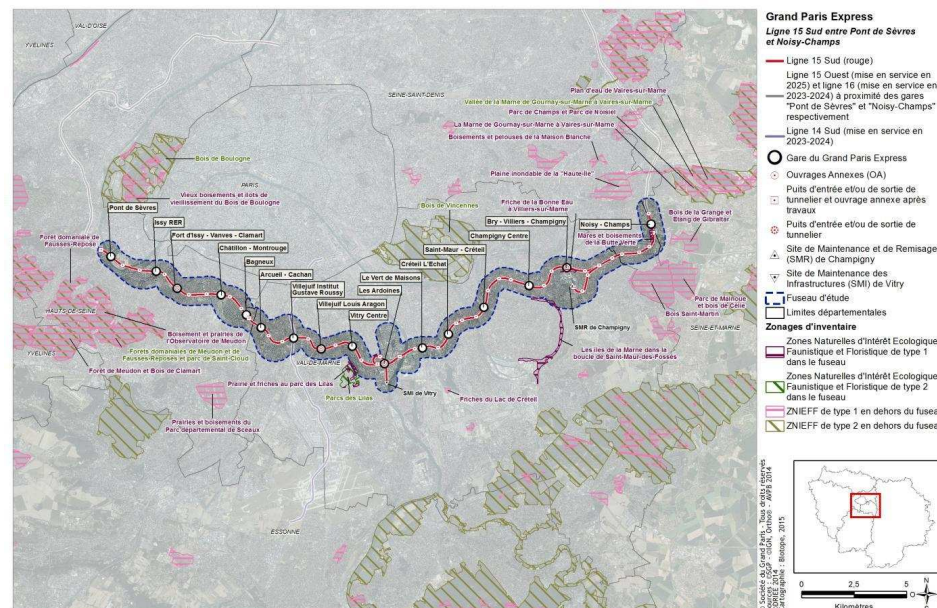 Grand Paris Express
Ligne 15 Sud entre Pont de Sèvres
et Noisy-Champs
Ligne 15 Sud (rouge)
Ligne 15 Ouest (mise en service en
2025) et ligne 16 (mise en service en
2023-2024) à proximité des gares
"Pont de Sèvres" et "Noisy-Champs"
respectivement
Ligne 14 Sud (mise en service en
2023-2024)
Gare du Grand Paris Express
Ouvrages Annexes (OA)
Puits d'entrée et/ou de sortie de
tunnelier et ouvrage annexe après
travaux
Puits d'entrée et/ou de sortie de
tunnelier
Site de Maintenance et de Remisage
(SMR) de Champigny
Site de Maintenance des
Infrastructures (SMI) de Vitry
Fuseau d'étude
Limites départementales
Zonages d'inventaire
Zones Naturelles d'Intérêt Ecologique
Faunistique et Floristique de type 1
dans le fuseau
Zones Naturelles d'Intérêt Ecologique
Faunistique et Floristique de type 2
dans le fuseau
ZNIEFF de type 1 en dehors du fusea
ZNIEFF de type 2 en dehors du fusea
VAL-D'OISE
YVELINES
SEINE-SAINT-DENIS
Plan d'eau de Vaires-sur-Marne
Vallée de la Marne de Gournay-sur-Marne à Vaires-sur-Marne
Parc de Champs et Parc de Noisiel
La Marne de Gournay-sur-Marne à Vaires-sur-Marne
Boisements et pelouses de la Maison Blanche
Plaine inondable de la "Haute-Ile"
Bois de Boulogne
PARIS
Vieux boisements et îlots de
vieillissement du Bois de Boulogne
Bois de Vincennes
Friche de la Bonne Eau
à Villiers-sur-Marne
Bois de la Grange et
Etang de Gibraltar
Pont de Sèvres
Issy RER
Fort d'Issy - Vanves - Clamart
Châtillon - Montrouge
Bagneux
Arcueil - Cachan
Villejuif Institut
Gustave Roussy
Villejuif Louis Aragon
Vitry Centre
Les Ardoines
Le Vert de Maisons
Créteil L'Echat
Saint-Maur - Créteil
Champigny Centre
Bry - Villiers - Champigny
Noisy - Champs
Mares et boisements
de la Butte Verte
Forêt domaniale de
Fausses-Repose
HAUTS-DE-SEINE
YVELINES
Boisement et prairies de
l'Observatoire de Meudon
Forêts domaniales de Meudon et de
Fausses-Reposes et parc de Saint-Cloud
Forêt de Meudon et Bois de Clamart
Prairies et boisements du
Parc départemental de Sceaux
VAL-DE-MARNE
Prairie et friches au parc des Lilas
Parcs des Lilas
SMI de Vitry
Friches du Lac de Créteil
SMR de Champigny
Les iles de la Marne dans la
boucle de Saint-Maur-des-Fosses
Parc de Malnoue
et bois de Célie
Bois Saint-Martin
SEINE-ET-MARNE
ESSONNE
Société du Grand Paris - Tous droits réservés
Cartographie : Biotope, 2015
0 2.5 5
Kilomètres
N